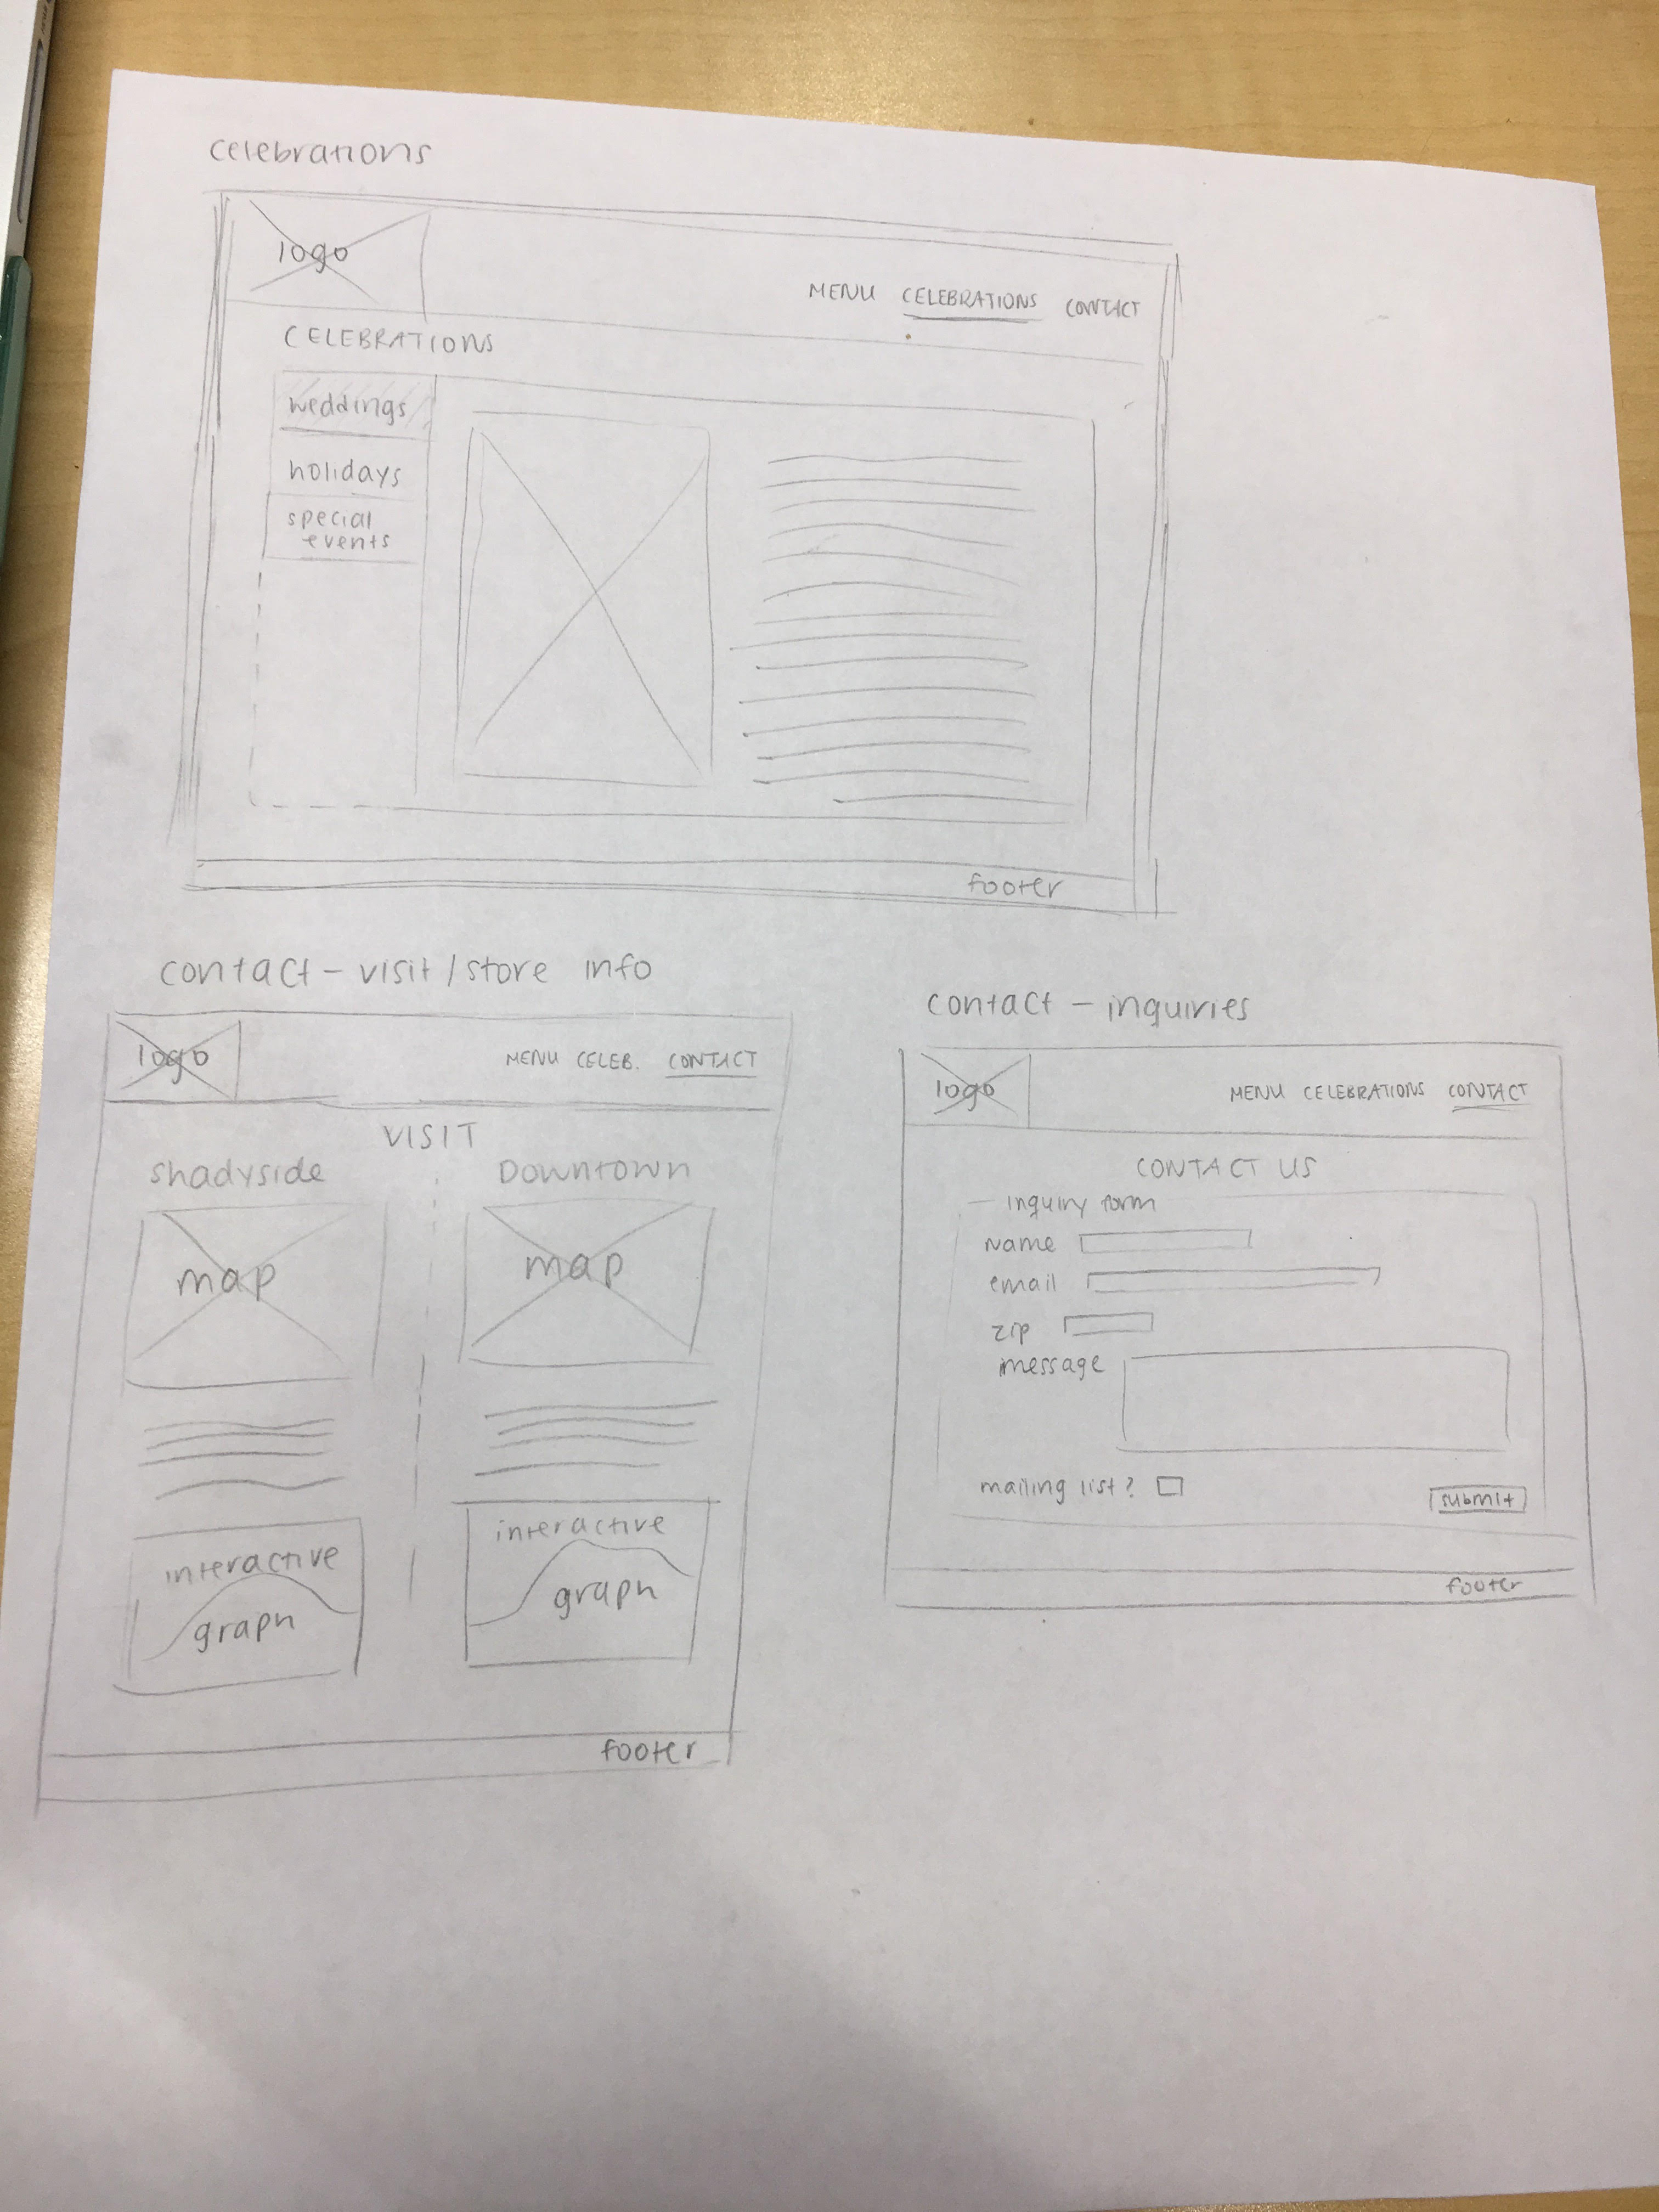 celebrations
logo
MENU CELEBRATIONS CONTACT
CELEBRATIONS
weddings
holidays
special
events
footer
contact - visit / store info
logo
MENU CELEB. CONTACT
VISIT
shadyside
DOWNTOWN
map
map
interactive
graph
interactive
graph
footer
contact - inquiries
logo
MENU CELEBRATIONS CONTACT
CONTACT US
inquiry form
name
email
zip
message
mailing list?
submit
footer